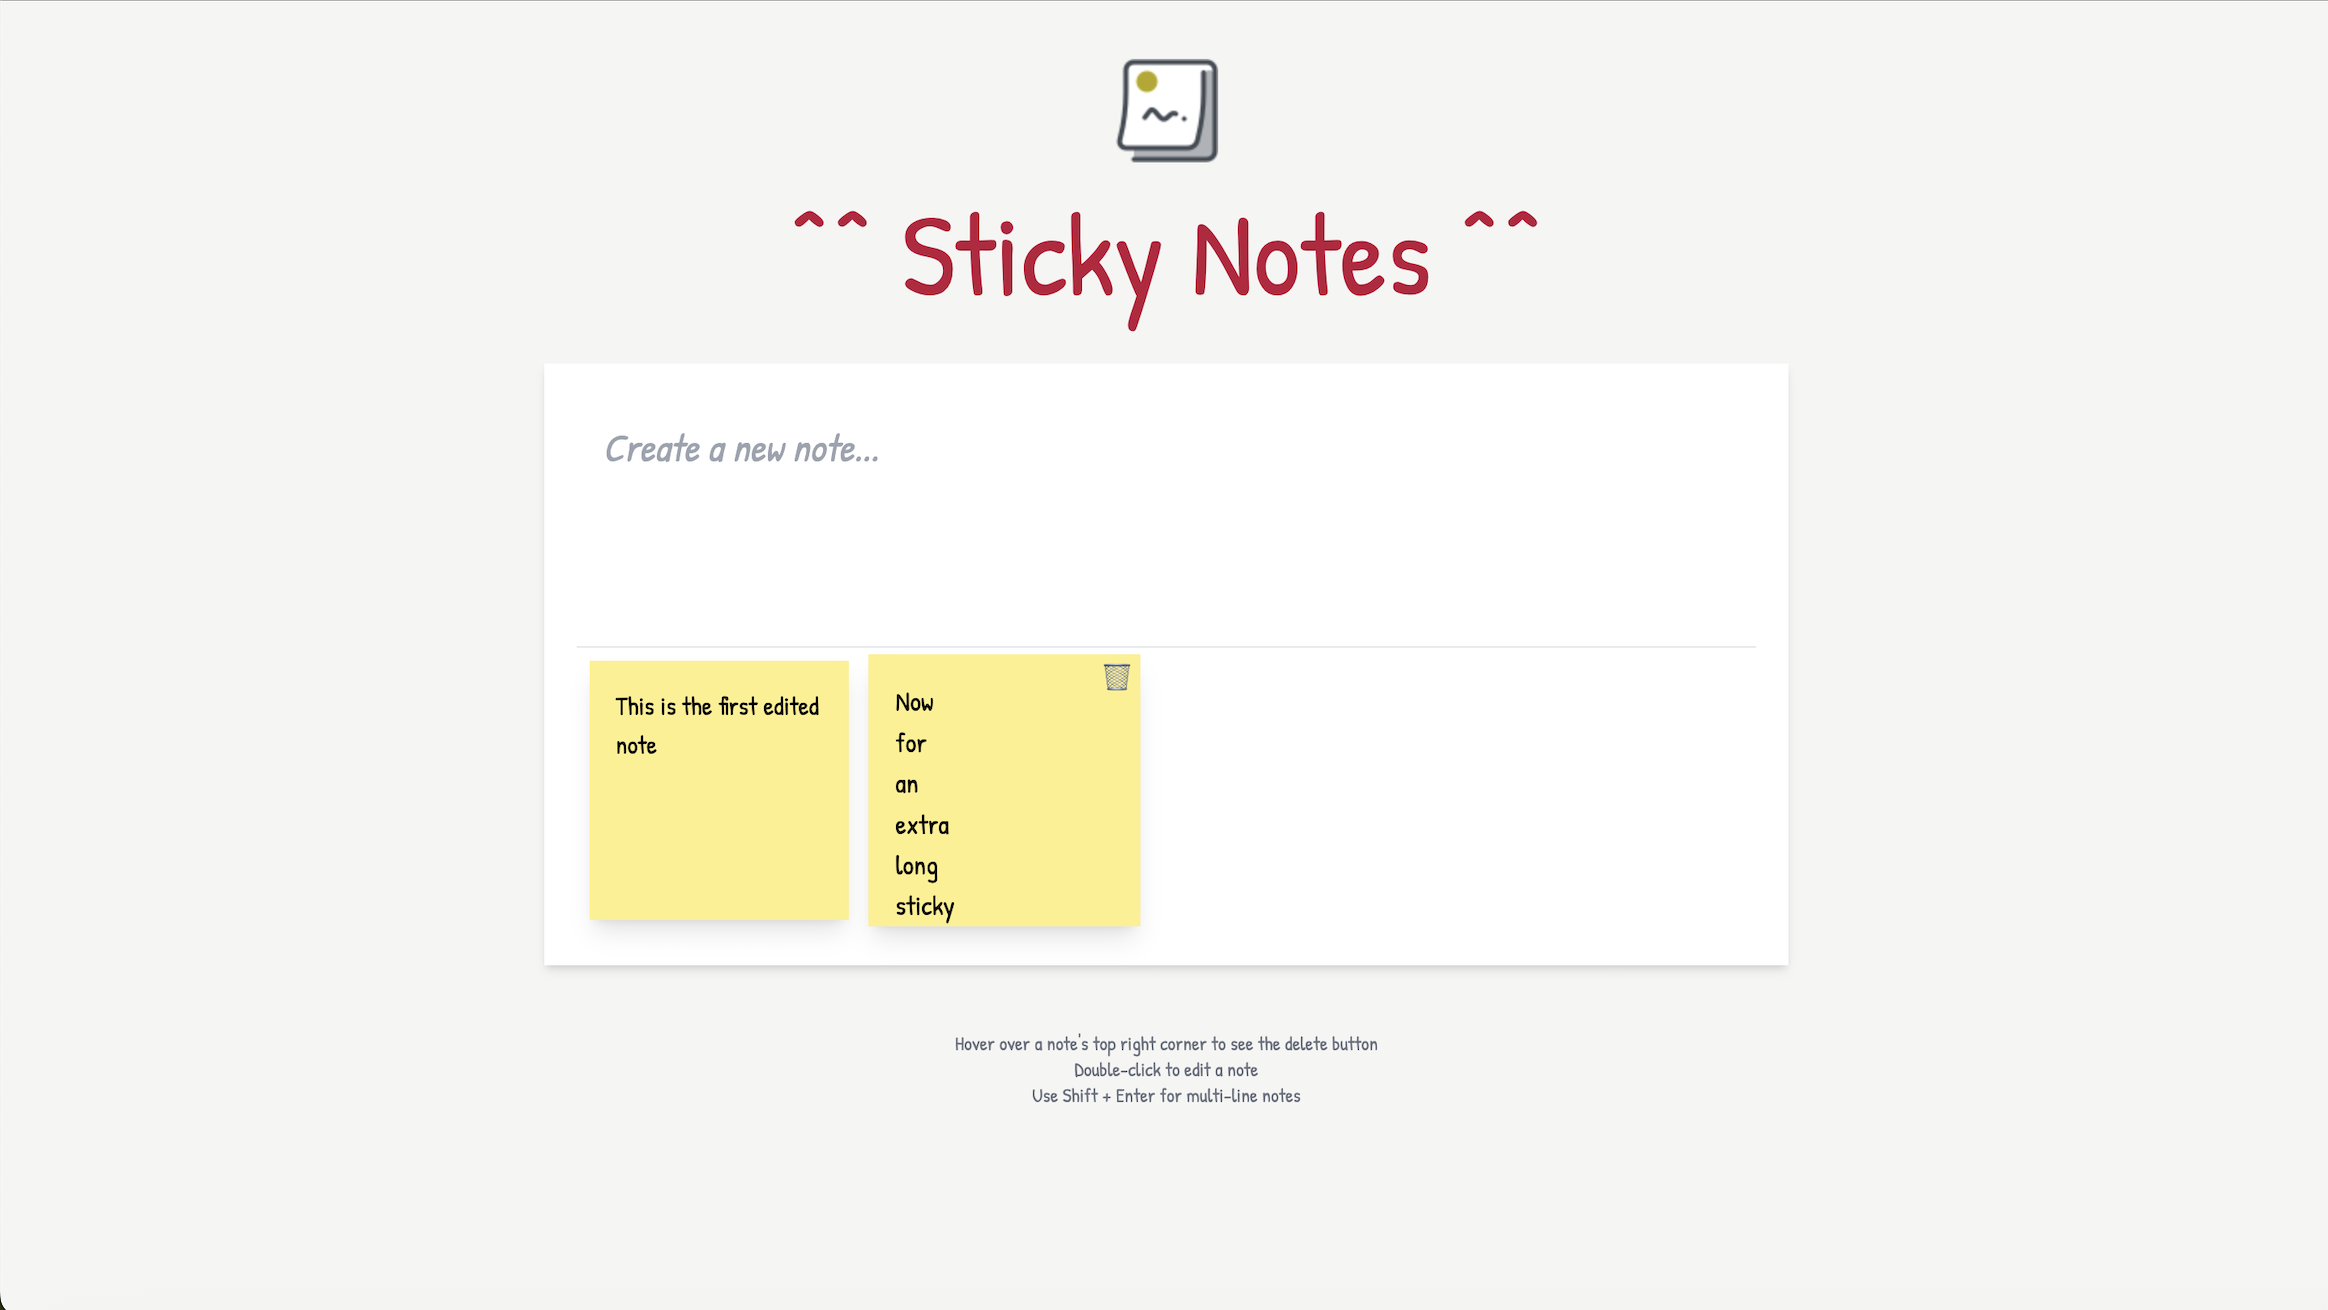 ^^ Sticky Notes ^^
Create a new note...
This is the first edited
note
Now
for
an
extra
long
sticky
Hover over a note's top right corner to see the delete button
Double-click to edit a note
Use Shift + Enter for multi-line notes